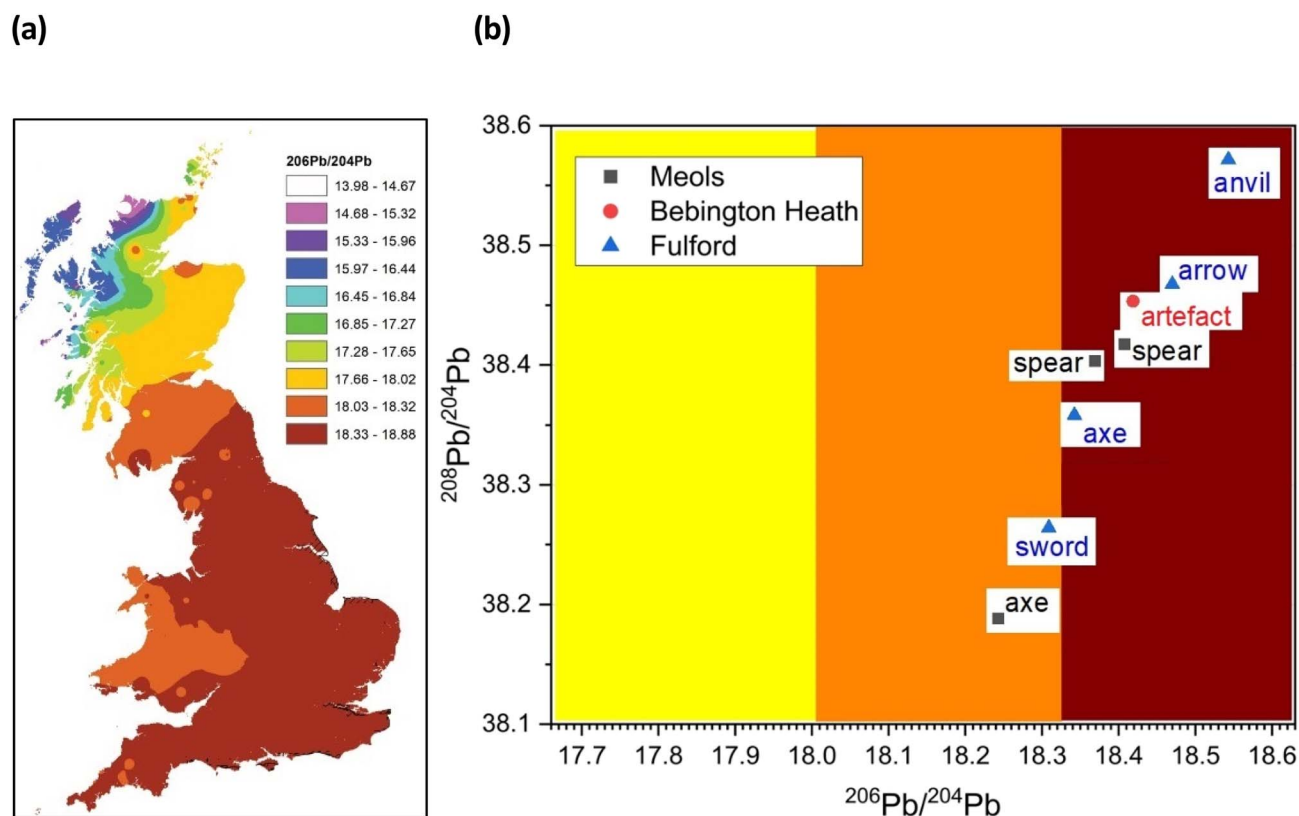 (a)
(b)
206Pb/204Pb
13.98 - 14.67
14.68 - 15.32
15.33 - 15.96
15.97 - 16.44
16.45 - 16.84
16.85 - 17.27
17.28 - 17.65
17.66 - 18.02
18.03 - 18.32
18.33 - 18.88
38.6
38.5
38.4
38.3
38.2
38.1
208Pb/204Pb
Meols
Bebington Heath
Fulford
anvil
arrow
artefact
spear
spear
axe
sword
axe
17.7 17.8 17.9 18.0 18.1 18.2 18.3 18.4 18.5 18.6
206Pb/204Pb